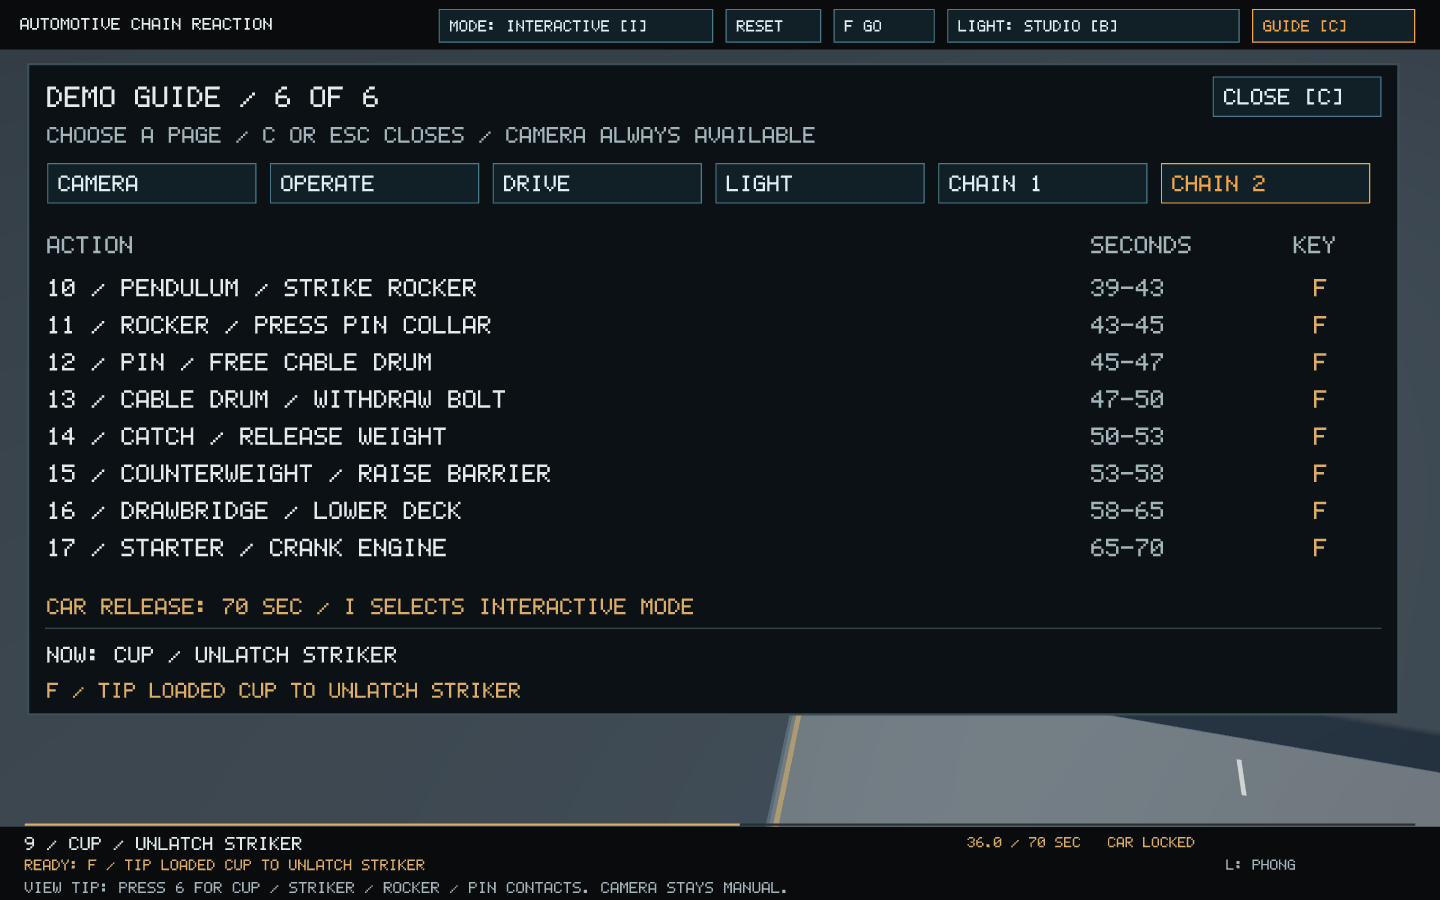 AUTOMOTIVE CHAIN REACTION
MODE: INTERACTIVE [I]
RESET
F GO
LIGHT: STUDIO [B]
GUIDE [C]
DEMO GUIDE / 6 OF 6
CLOSE [C]
CHOOSE A PAGE / C OR ESC CLOSES / CAMERA ALWAYS AVAILABLE
CAMERA
OPERATE
DRIVE
LIGHT
CHAIN 1
CHAIN 2
ACTION SECONDS KEY
10 / PENDULUM / STRIKE ROCKER 39-43 F
11 / ROCKER / PRESS PIN COLLAR 43-45 F
12 / PIN / FREE CABLE DRUM 45-47 F
13 / CABLE DRUM / WITHDRAW BOLT 47-50 F
14 / CATCH / RELEASE WEIGHT 50-53 F
15 / COUNTERWEIGHT / RAISE BARRIER 53-58 F
16 / DRAWBRIDGE / LOWER DECK 58-65 F
17 / STARTER / CRANK ENGINE 65-70 F
CAR RELEASE: 70 SEC / I SELECTS INTERACTIVE MODE
NOW: CUP / UNLATCH STRIKER
F / TIP LOADED CUP TO UNLATCH STRIKER
9 / CUP / UNLATCH STRIKER
36.0 / 70 SEC CAR LOCKED
READY: F / TIP LOADED CUP TO UNLATCH STRIKER
L: PHONG
VIEW TIP: PRESS 6 FOR CUP / STRIKER / ROCKER / PIN CONTACTS. CAMERA STAYS MANUAL.